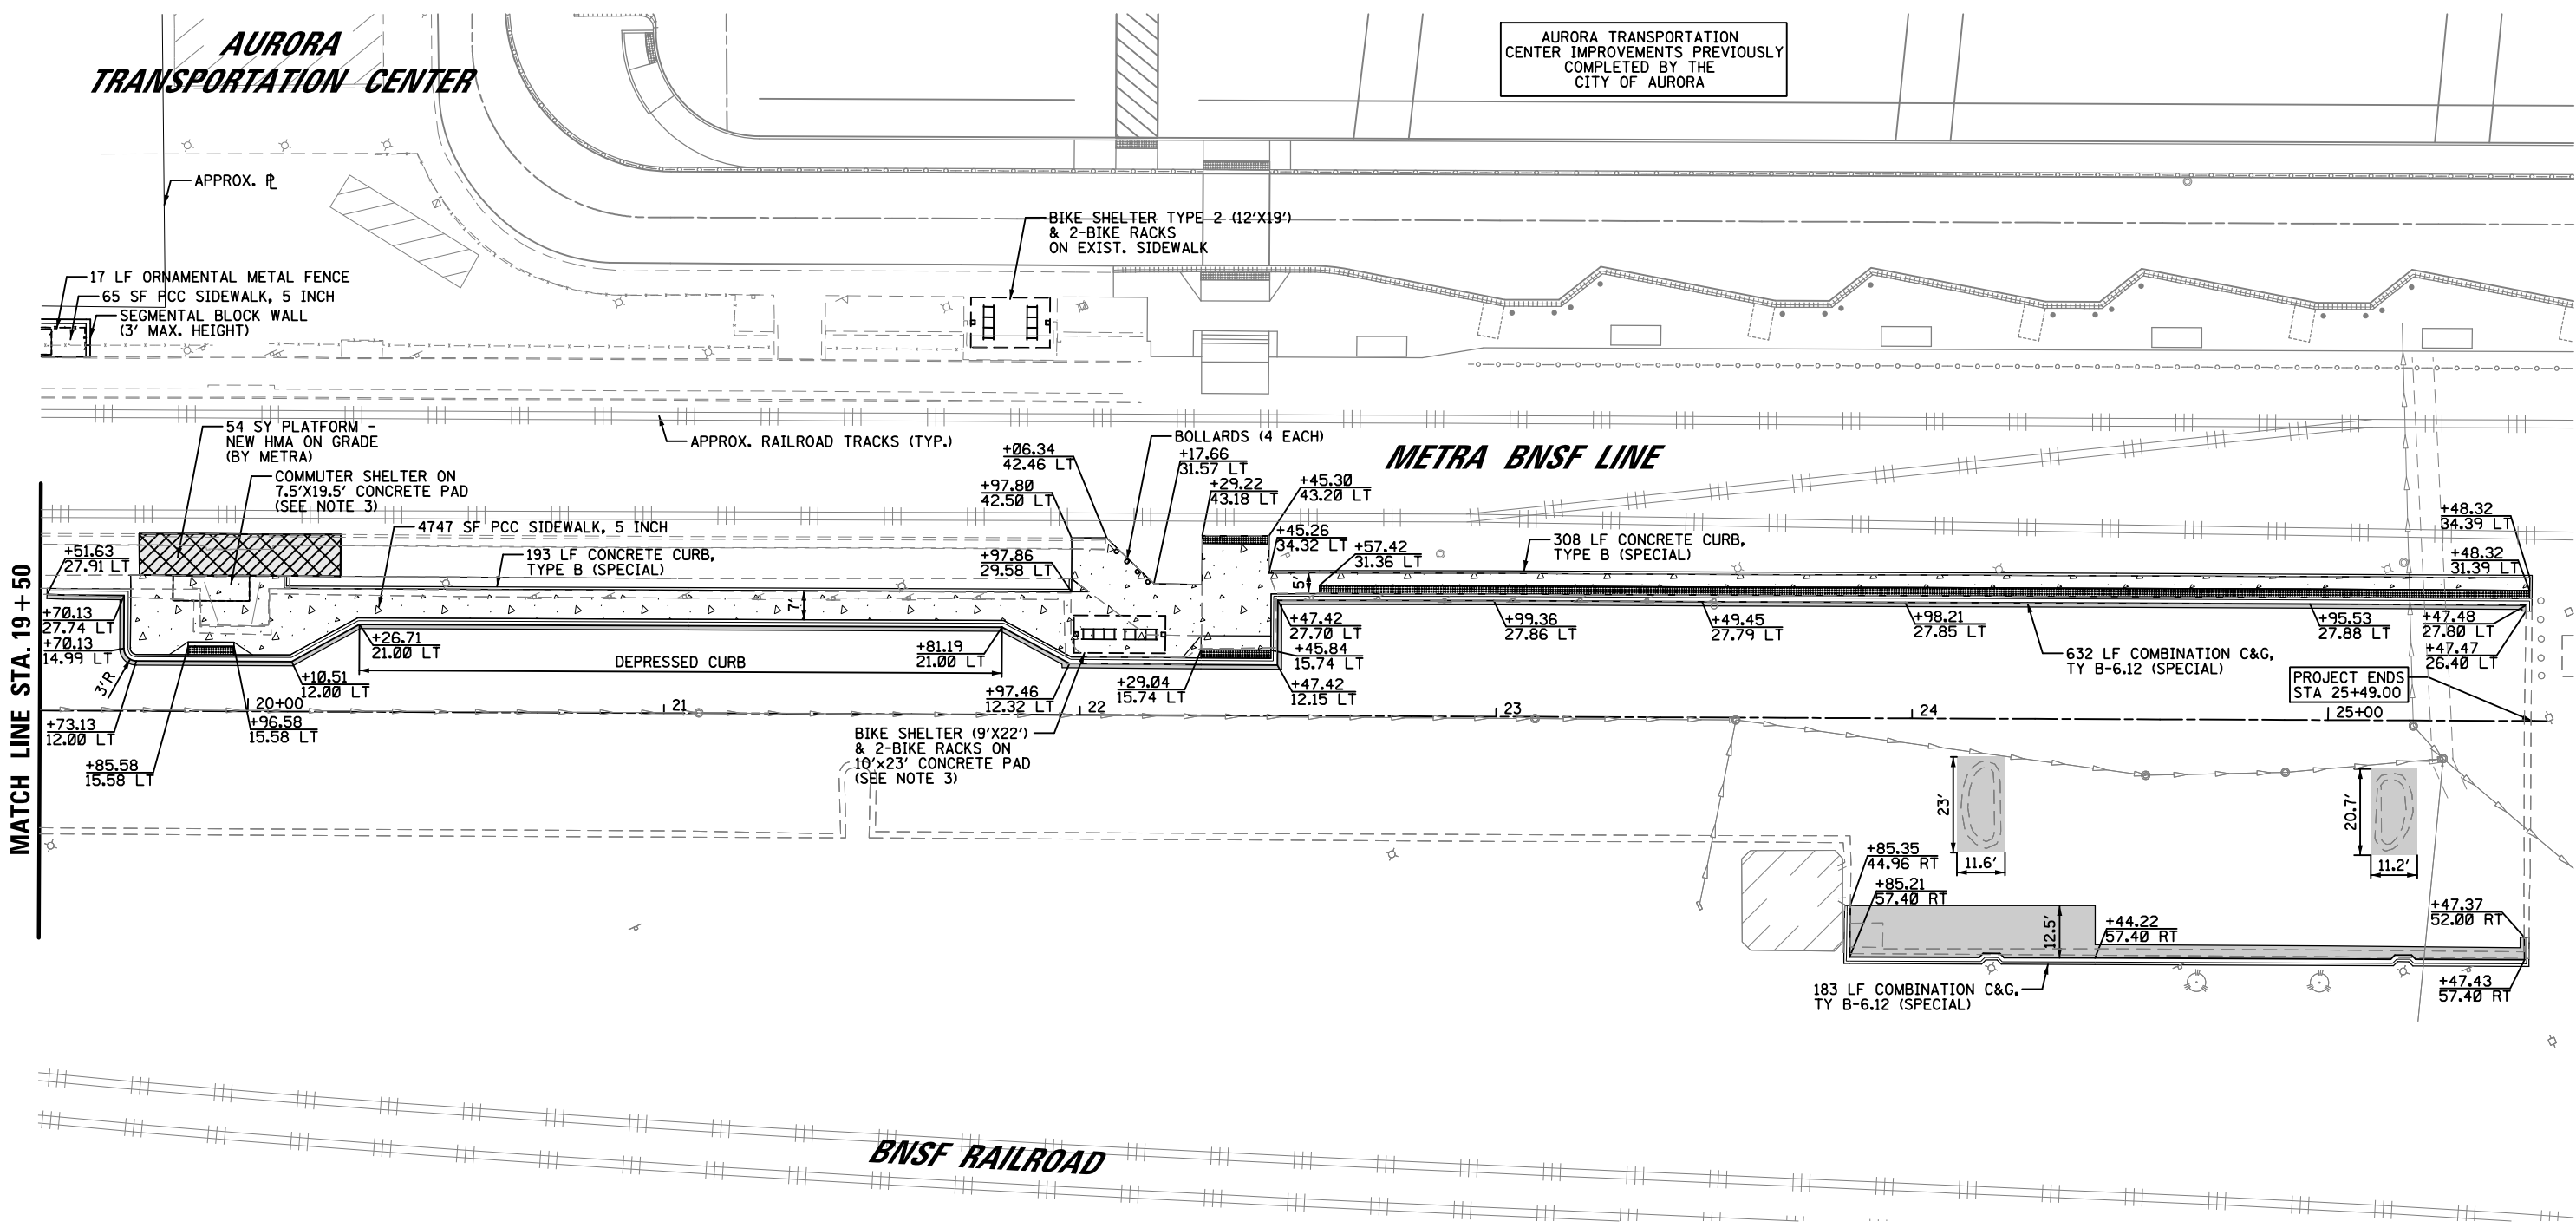 AURORA
TRANSPORTATION CENTER
AURORA TRANSPORTATION
CENTER IMPROVEMENTS PREVIOUSLY
COMPLETED BY THE
CITY OF AURORA
APPROX. ⅊
BIKE SHELTER TYPE 2 (12'X19')
& 2-BIKE RACKS
ON EXIST. SIDEWALK
17 LF ORNAMENTAL METAL FENCE
65 SF PCC SIDEWALK, 5 INCH
SEGMENTAL BLOCK WALL
(3' MAX. HEIGHT)
54 SY PLATFORM -
NEW HMA ON GRADE
(BY METRA)
COMMUTER SHELTER ON
7.5'X19.5' CONCRETE PAD
(SEE NOTE 3)
APPROX. RAILROAD TRACKS (TYP.)
METRA BNSF LINE
4747 SF PCC SIDEWALK, 5 INCH
193 LF CONCRETE CURB,
TYPE B (SPECIAL)
+06.34
42.46 LT
+97.80
42.50 LT
BOLLARDS (4 EACH)
+17.66
31.57 LT
+29.22
43.18 LT
+45.30
43.20 LT
+45.26
34.32 LT
+57.42
31.36 LT
308 LF CONCRETE CURB,
TYPE B (SPECIAL)
+48.32
34.39 LT
+48.32
31.39 LT
+97.86
29.58 LT
MATCH LINE STA. 19+50
+51.63
27.91 LT
+70.13
27.74 LT
+70.13
14.99 LT
3'R
+73.13
12.00 LT
+85.58
15.58 LT
20+00
+96.58
15.58 LT
+10.51
12.00 LT
+26.71
21.00 LT
7'
DEPRESSED CURB
+81.19
21.00 LT
+97.46
12.32 LT
+29.04
15.74 LT
5'
+47.42
27.70 LT
+45.84
15.74 LT
+47.42
12.15 LT
+99.36
27.86 LT
+49.45
27.79 LT
+98.21
27.85 LT
632 LF COMBINATION C&G,
TY B-6.12 (SPECIAL)
+95.53
27.88 LT
+47.48
27.80 LT
+47.47
26.40 LT
PROJECT ENDS
STA 25+49.00
21
22
23
24
25+00
BIKE SHELTER (9'X22')
& 2-BIKE RACKS ON
10'x23' CONCRETE PAD
(SEE NOTE 3)
23'
11.6'
20.7'
11.2'
+85.35
44.96 RT
+85.21
57.40 RT
12.5'
+44.22
57.40 RT
+47.37
52.00 RT
+47.43
57.40 RT
183 LF COMBINATION C&G,
TY B-6.12 (SPECIAL)
BNSF RAILROAD